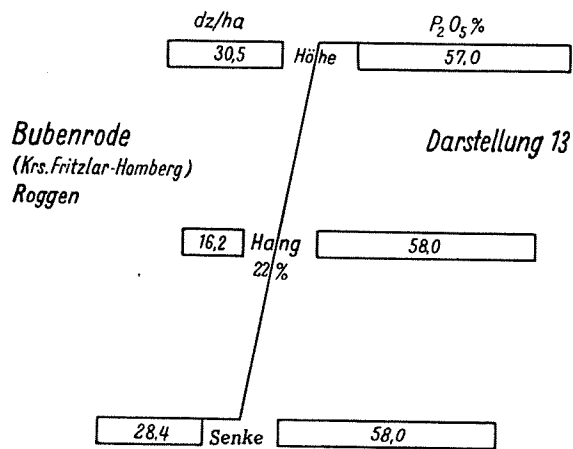 dz/ha P₂O₅%
30,5 Höhe 57,0
Bubenrode
(Krs. Fritzlar-Homberg)
Roggen
Darstellung 13
16,2 Hang 58,0
22%
28,4 Senke 58,0